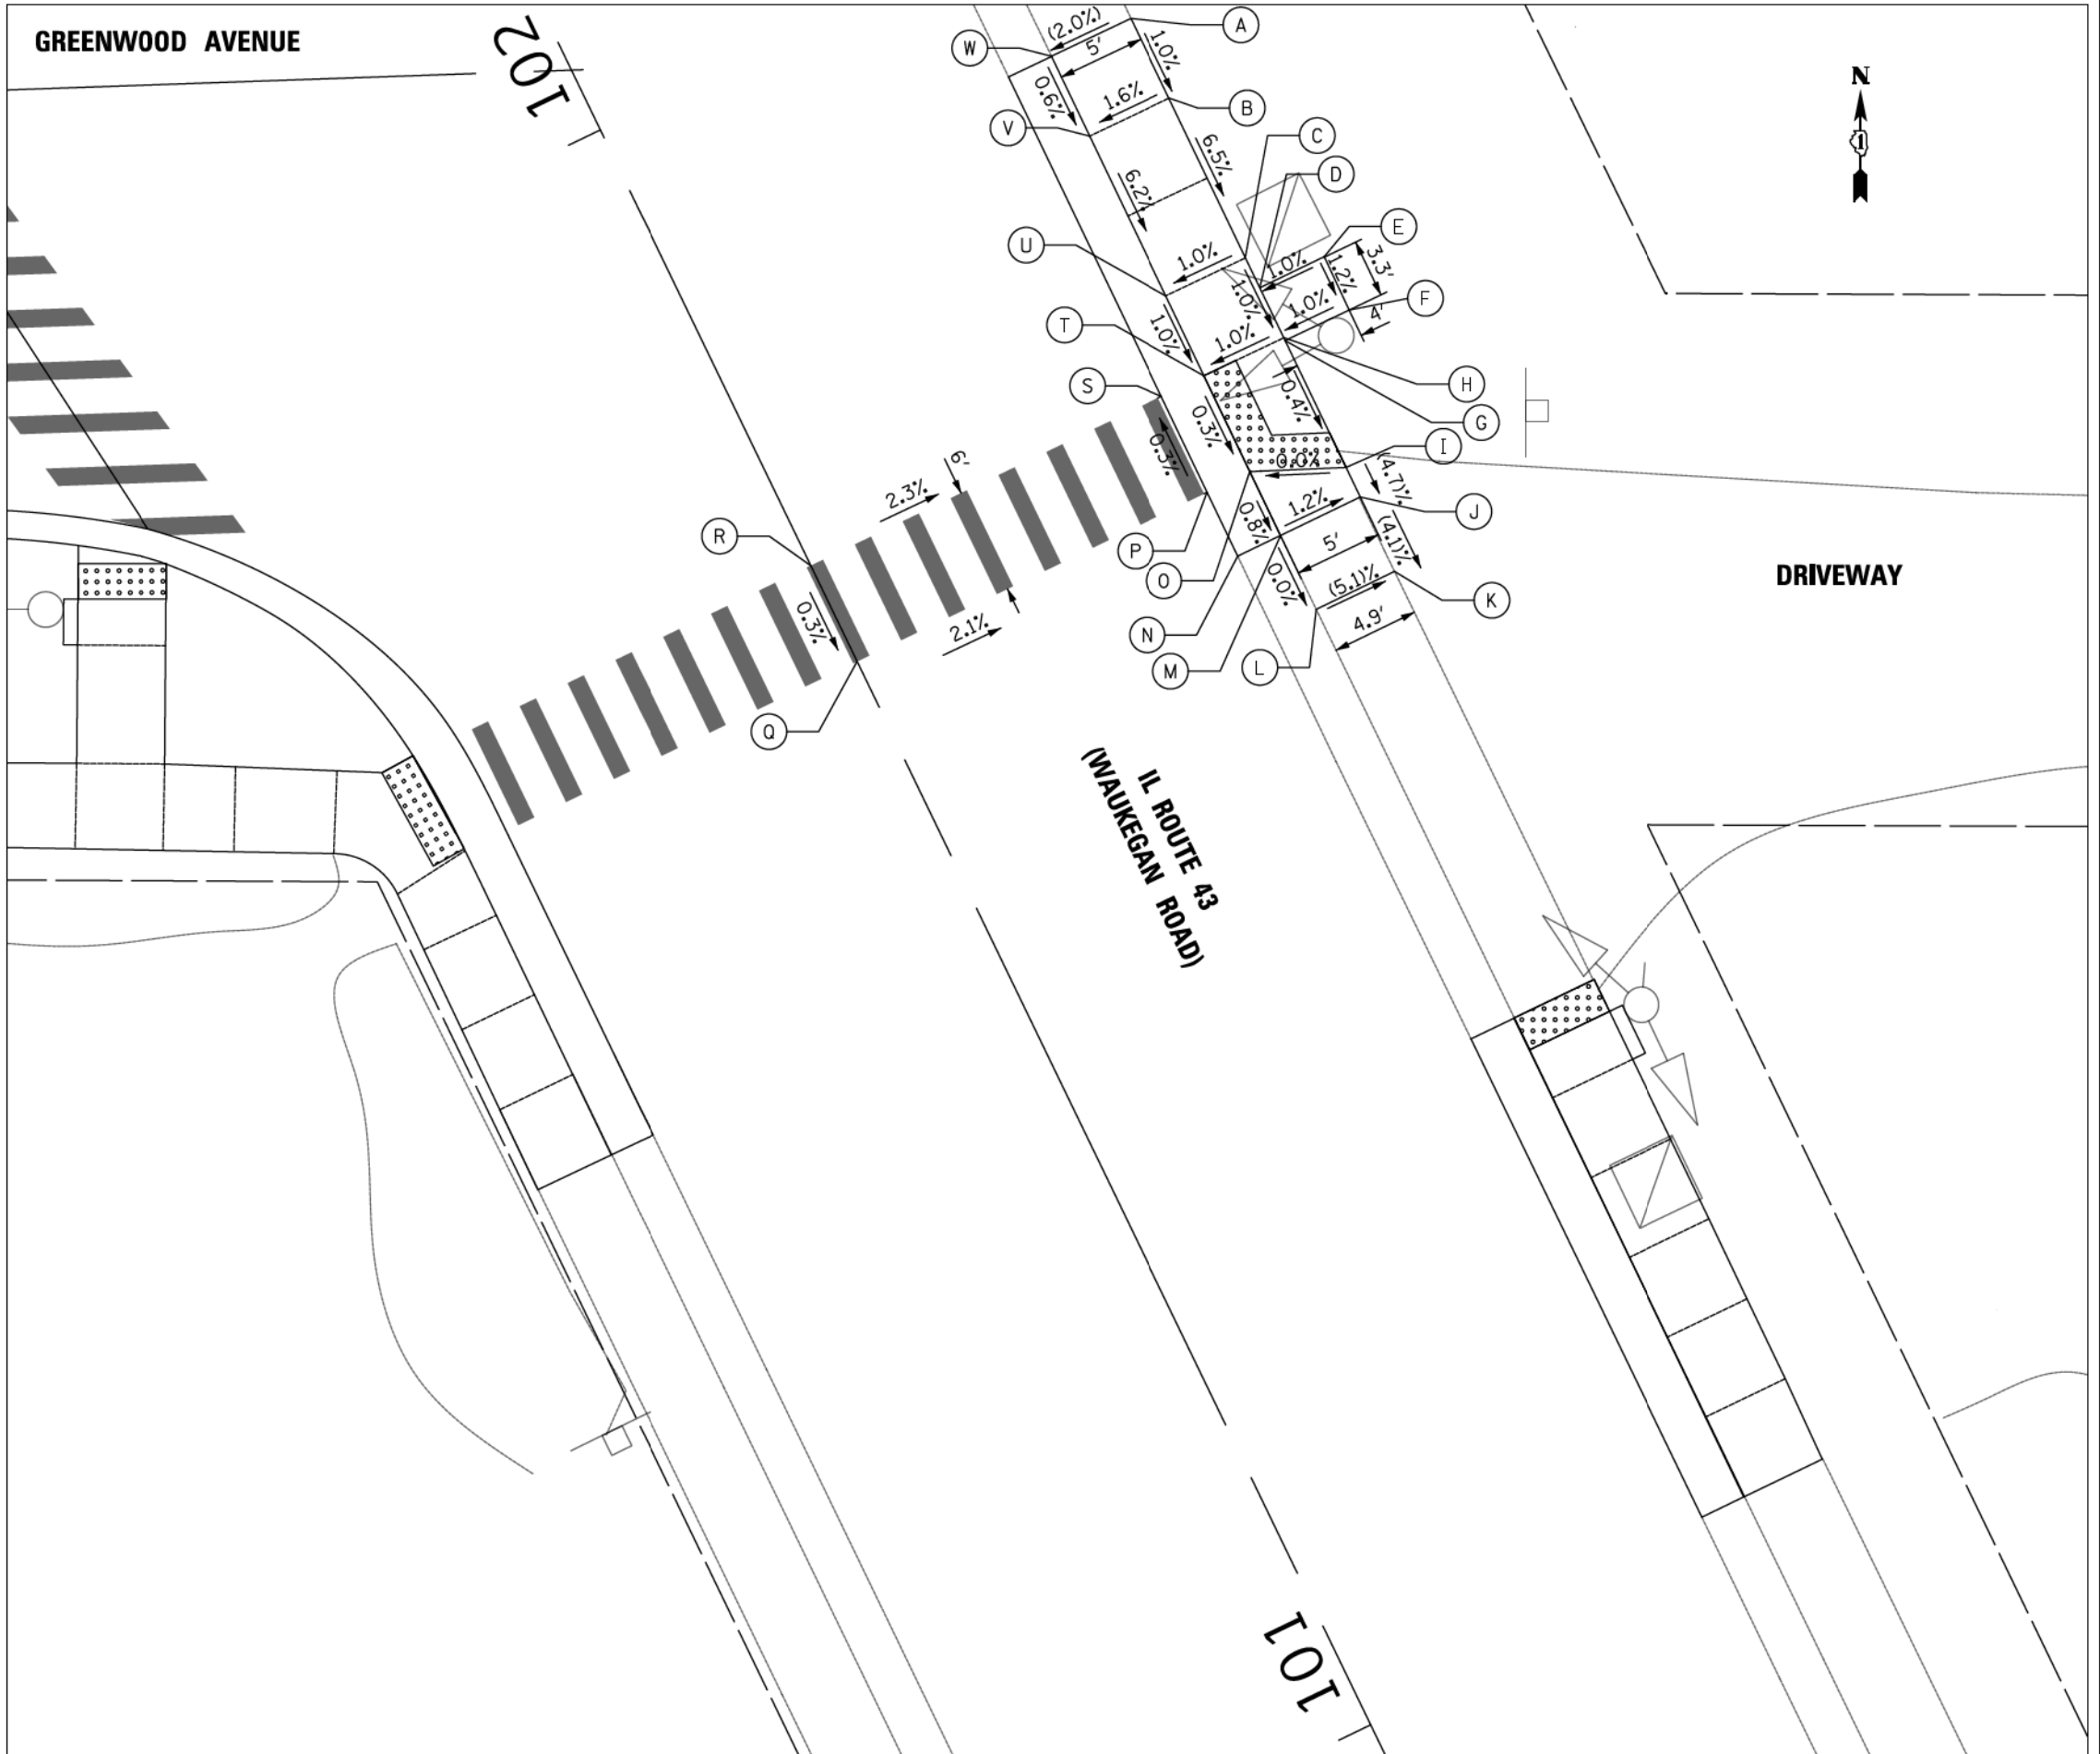 GREENWOOD AVENUE
102
W
(2.0%)
A
5'
1.0%
N
0.6%
1.6%
B
V
C
6.5%
D
6.2%
E
U
1.0%
1.0%
1.2%
3.3'
1.0%
1.0%
F
4'
T
1.0%
1.0%
S
H
0.4%
G
0.3%
0.3%
I
0.0%
(4.7)%
6'
2.3%
1.2%
J
R
0.8%
(4.1)%
P
5'
O
0.0%
(5.1)%
DRIVEWAY
K
0.3%
4.9'
2.1%
N
M
L
Q
IL ROUTE 43
(WAUKEGAN ROAD)
101